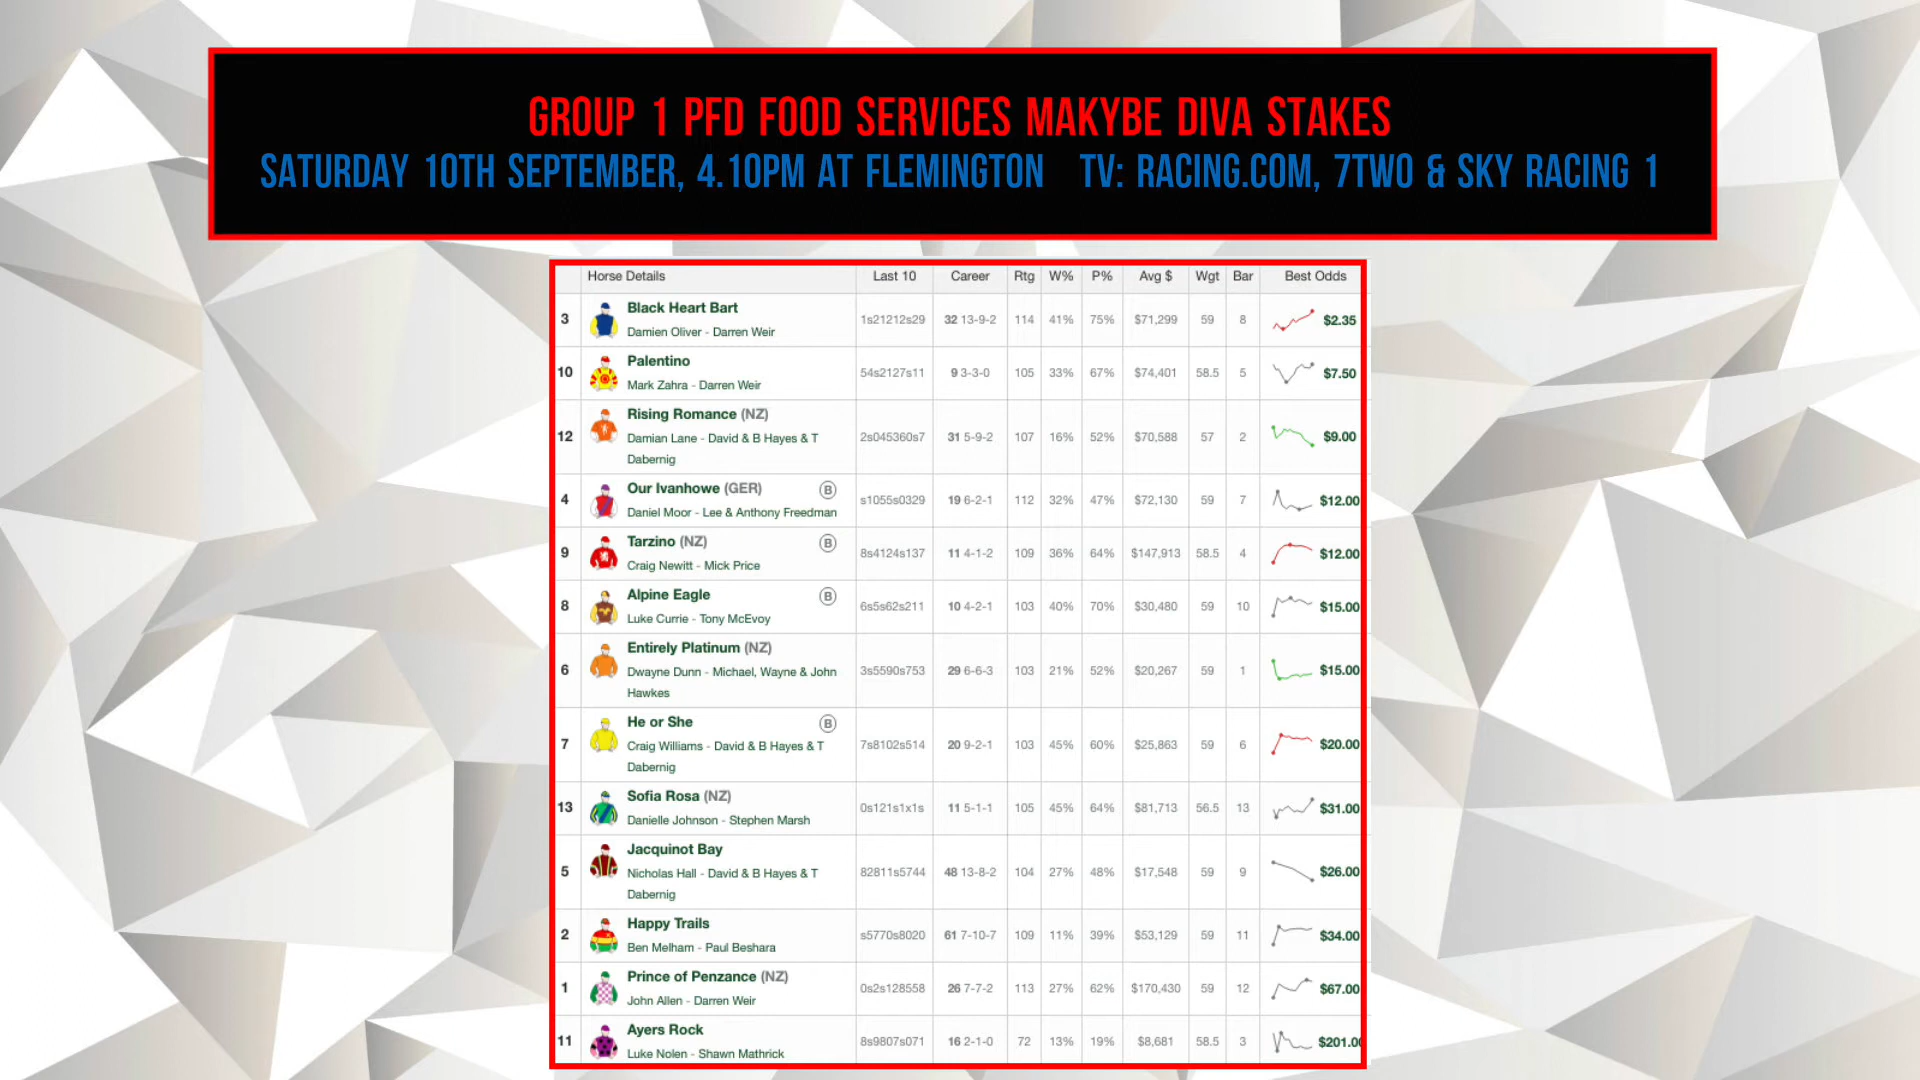 GROUP 1 PFD FOOD SERVICES MAKYBE DIVA STAKES
SATURDAY 10TH SEPTEMBER, 4.10PM AT FLEMINGTON TV: RACING.COM, 7TWO & SKY RACING 1
Horse Details Last 10 Career Rtg W% P% Avg $ Wgt Bar Best Odds
3 Black Heart Bart 1s21212s29 32 13-9-2 114 41% 75% $71,299 59 8 $2.35
Damien Oliver - Darren Weir
10 Palentino 54s2127s11 9 3-3-0 105 33% 67% $74,401 58.5 5 $7.50
Mark Zahra - Darren Weir
12 Rising Romance (NZ) 2s045360s7 31 5-9-2 107 16% 52% $70,588 57 2 $9.00
Damian Lane - David & B Hayes & T
Dabernig
4 Our Ivanhowe (GER) B s1055s0329 19 6-2-1 112 32% 47% $72,130 59 7 $12.00
Daniel Moor - Lee & Anthony Freedman
9 Tarzino (NZ) B 8s4124s137 11 4-1-2 109 36% 64% $147,913 58.5 4 $12.00
Craig Newitt - Mick Price
8 Alpine Eagle B 6s5s62s211 10 4-2-1 103 40% 70% $30,480 59 10 $15.00
Luke Currie - Tony McEvoy
6 Entirely Platinum (NZ) 3s5590s753 29 6-6-3 103 21% 52% $20,267 59 1 $15.00
Dwayne Dunn - Michael, Wayne & John
Hawkes
7 He or She B 7s8102s514 20 9-2-1 103 45% 60% $25,863 59 6 $20.00
Craig Williams - David & B Hayes & T
Dabernig
13 Sofia Rosa (NZ) 0s121s1x1s 11 5-1-1 105 45% 64% $81,713 56.5 13 $31.00
Danielle Johnson - Stephen Marsh
5 Jacquinot Bay 82811s5744 48 13-8-2 104 27% 48% $17,548 59 9 $26.00
Nicholas Hall - David & B Hayes & T
Dabernig
2 Happy Trails s5770s8020 61 7-10-7 109 11% 39% $53,129 59 11 $34.00
Ben Melham - Paul Beshara
1 Prince of Penzance (NZ) 0s2s128558 26 7-7-2 113 27% 62% $170,430 59 12 $67.00
John Allen - Darren Weir
11 Ayers Rock 8s9807s071 16 2-1-0 72 13% 19% $8,681 58.5 3 $201.00
Luke Nolen - Shawn Mathrick